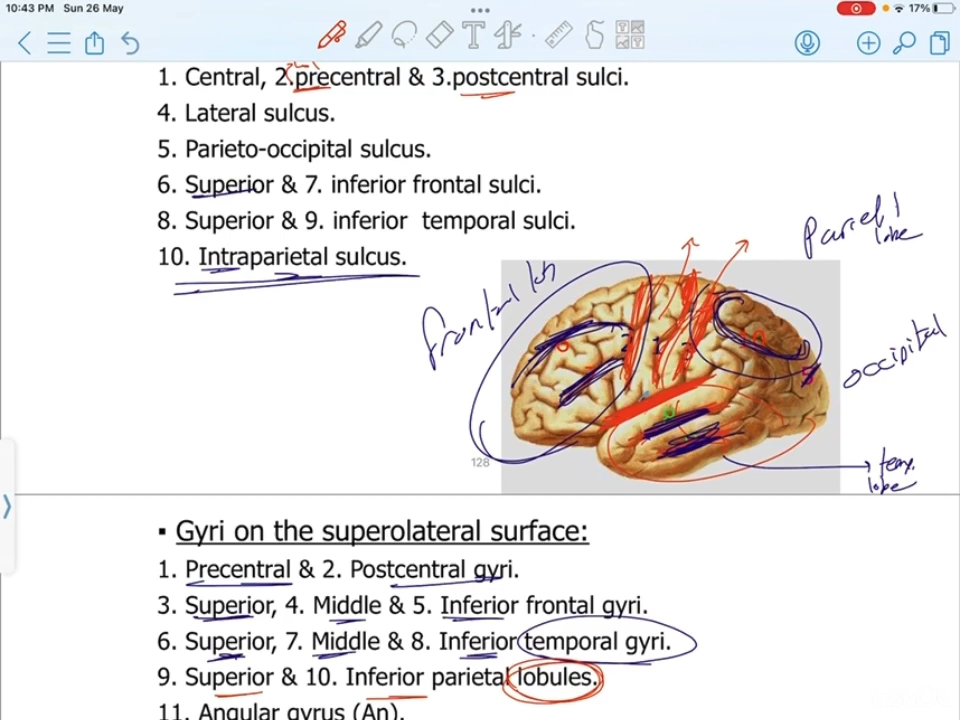 10:43 PM Sun 26 May 17%
1. Central, 2.precentral & 3.postcentral sulci.
4. Lateral sulcus.
5. Parieto-occipital sulcus.
6. Superior & 7. inferior frontal sulci.
8. Superior & 9. inferior temporal sulci.
10. Intraparietal sulcus.
lobe
frontal
2 1 3
occipital
128
temp.
lobe
▪ Gyri on the superolateral surface:
1. Precentral & 2. Postcentral gyri.
3. Superior, 4. Middle & 5. Inferior frontal gyri.
6. Superior, 7. Middle & 8. Inferior temporal gyri.
9. Superior & 10. Inferior parietal lobules.
11. Angular gyrus (An).